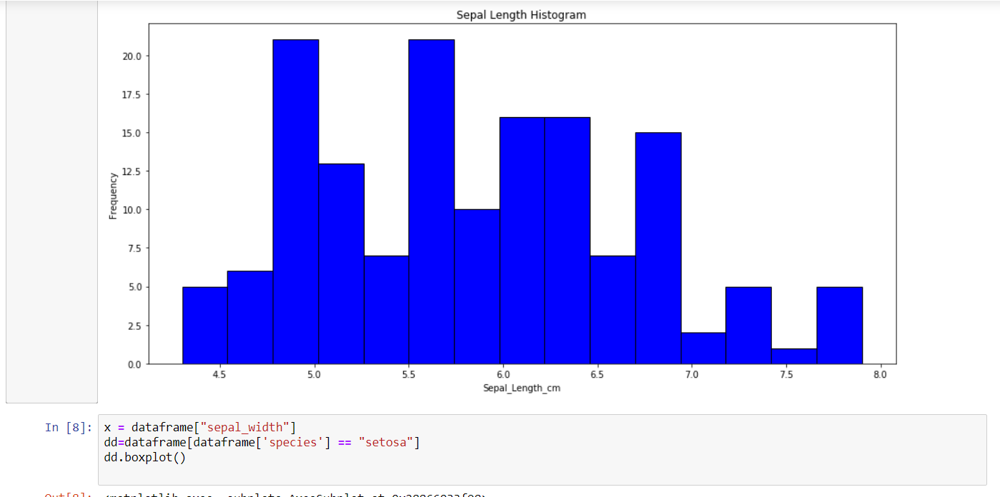 Sepal Length Histogram
20.0
17.5
15.0
12.5
10.0
7.5
5.0
2.5
0.0
Frequency
4.5 5.0 5.5 6.0 6.5 7.0 7.5 8.0
Sepal_Length_cm
In [8]: x = dataframe["sepal_width"]
dd=dataframe[dataframe['species'] == "setosa"]
dd.boxplot()
Out[8]: